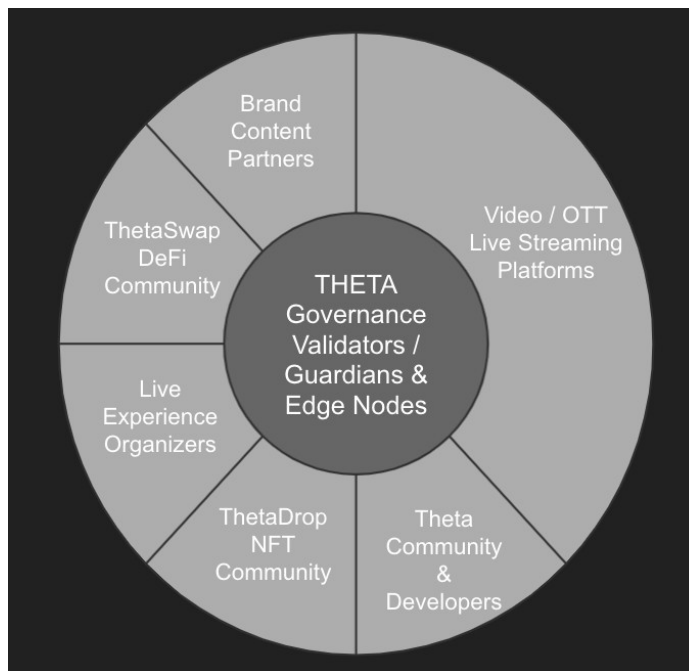 Brand
Content
Partners
Video / OTT
Live Streaming
Platforms
ThetaSwap
DeFi
Community
THETA
Governance
Validators /
Guardians &
Edge Nodes
Live
Experience
Organizers
ThetaDrop
NFT
Community
Theta
Community
&
Developers